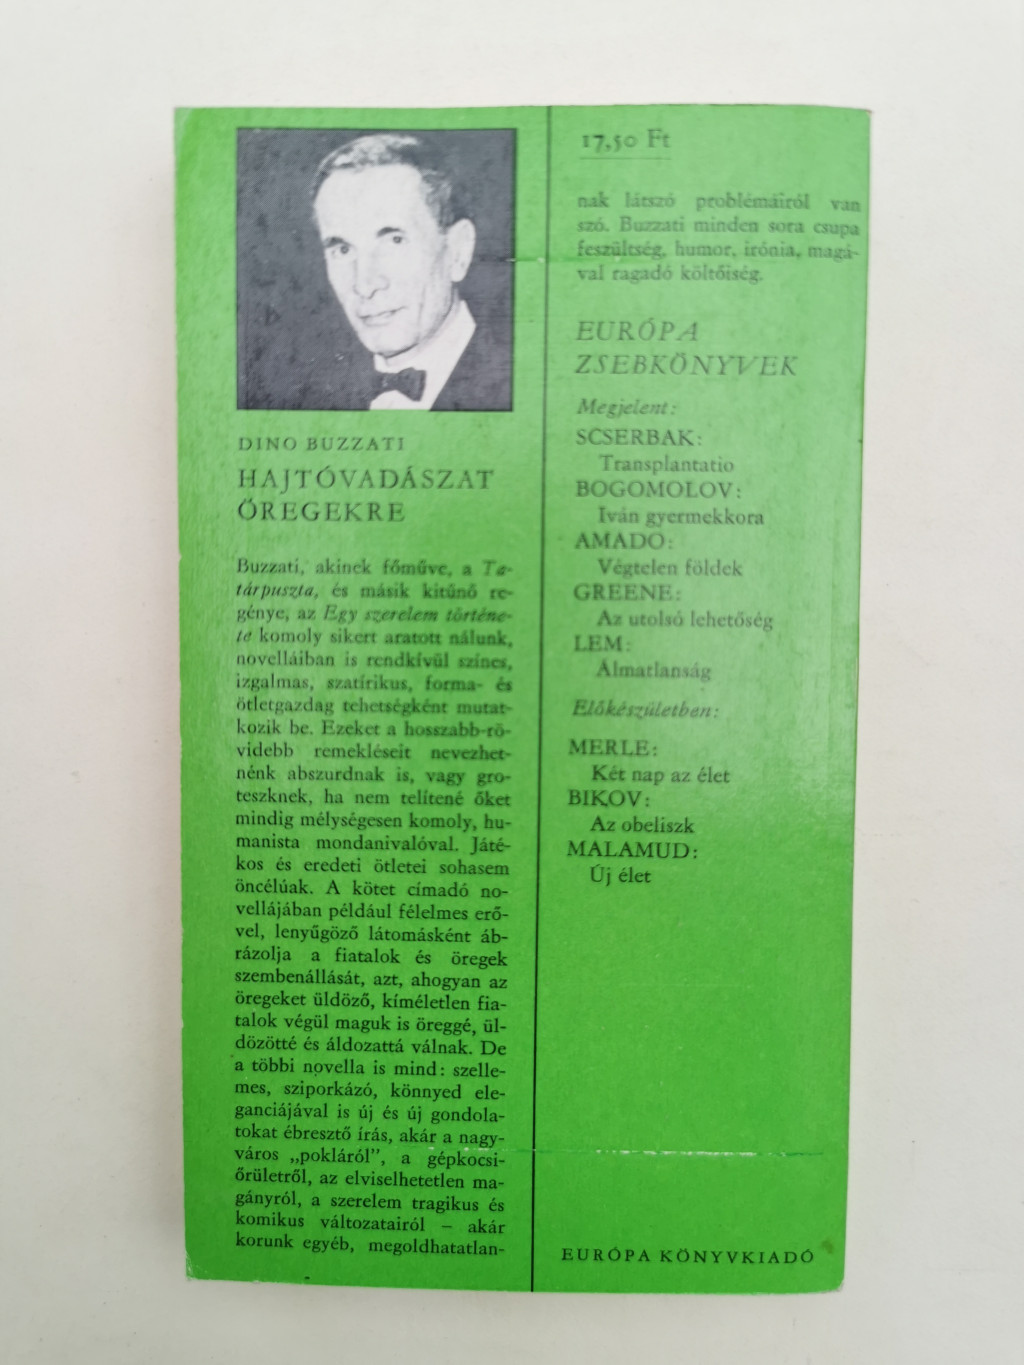 DINO BUZZATI
HAJTÓVADÁSZAT
ÖREGEKRE
Buzzati, akinek főműve, a Ta-
tárpuszta, és másik kitűnő re-
génye, az Egy szerelem történe-
te komoly sikert aratott nálunk,
novelláiban is rendkívül színes,
izgalmas, szatírikus, forma- és
ötletgazdag tehetségként mutat-
kozik be. Ezeket a hosszabb-rö-
videbb remekléseit nevezhet-
nénk abszurdnak is, vagy gro-
teszknek, ha nem telítené őket
mindig mélységesen komoly, hu-
manista mondanivalóval. Játé-
kos és eredeti ötletei sohasem
öncélúak. A kötet címadó no-
vellájában például félelmes erő-
vel, lenyűgöző látomásként áb-
rázolja a fiatalok és öregek
szembenállását, azt, ahogyan az
öregeket üldöző, kíméletlen fia-
talok végül maguk is öreggé, ül-
dözötté és áldozattá válnak. De
a többi novella is mind: szelle-
mes, sziporkázó, könnyed ele-
ganciájával is új és új gondola-
tokat ébresztő írás, akár a nagy-
város „pokláról”, a gépkocsi-
őrületről, az elviselhetetlen ma-
gányról, a szerelem tragikus és
komikus változatairól – akár
korunk egyéb, megoldhatatlan-
17,50 Ft
nak látszó problémáiról van
szó. Buzzati minden sora csupa
feszültség, humor, irónia, magá-
val ragadó költőiség.
EURÓPA
ZSEBKÖNYVEK
Megjelent:
SCSERBAK:
Transplantatio
BOGOMOLOV:
Iván gyermekkora
AMADO:
Végtelen földek
GREENE:
Az utolsó lehetőség
LEM:
Álmatlanság
Előkészületben:
MERLE:
Két nap az élet
BIKOV:
Az obeliszk
MALAMUD:
Új élet
EURÓPA KÖNYVKIADÓ